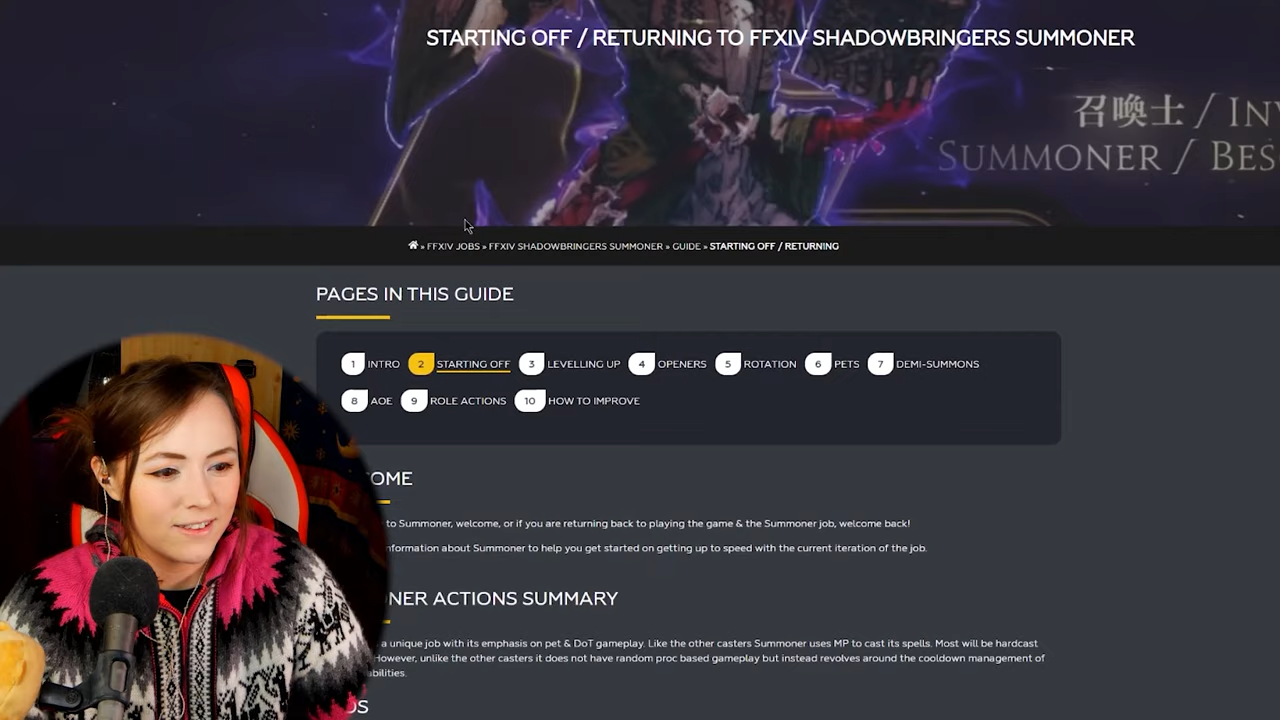 STARTING OFF / RETURNING TO FFXIV SHADOWBRINGERS SUMMONER
召喚士 / IN
SUMMONER / BES
» FFXIV JOBS » FFXIV SHADOWBRINGERS SUMMONER » GUIDE » STARTING OFF / RETURNING
PAGES IN THIS GUIDE
1 INTRO 2 STARTING OFF 3 LEVELLING UP 4 OPENERS 5 ROTATION 6 PETS 7 DEMI-SUMMONS
8 AOE 9 ROLE ACTIONS 10 HOW TO IMPROVE
OME
to Summoner, welcome, or if you are returning back to playing the game & the Summoner job, welcome back!
nformation about Summoner to help you get started on getting up to speed with the current iteration of the job.
NER ACTIONS SUMMARY
a unique job with its emphasis on pet & DoT gameplay. Like the other casters Summoner uses MP to cast its spells. Most will be hardcast
However, unlike the other casters it does not have random proc based gameplay but instead revolves around the cooldown management of
abilities.
OS